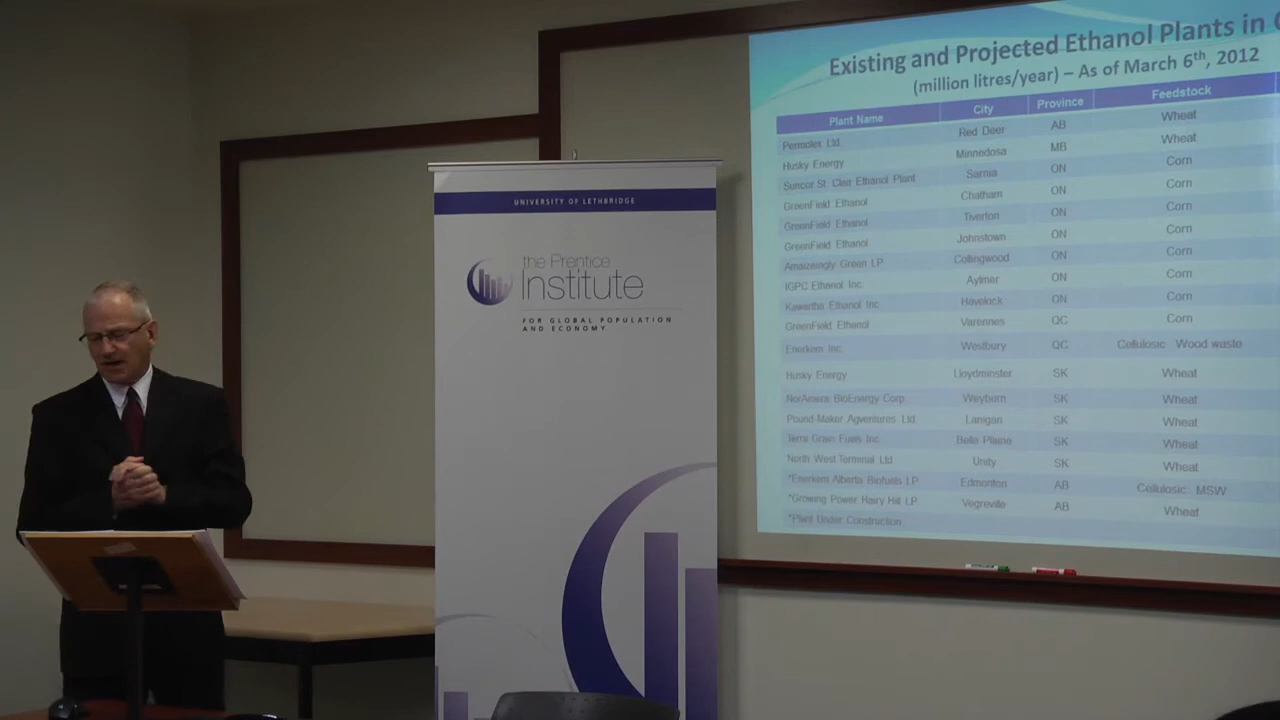 UNIVERSITY OF LETHBRIDGE
the Prentice
Institute
FOR GLOBAL POPULATION
AND ECONOMY
Existing and Projected Ethanol Plants in
(million litres/year) – As of March 6th, 2012
Plant Name City Province Feedstock
Permolex Ltd. Red Deer AB Wheat
Husky Energy Minnedosa MB Wheat
Suncor St. Clair Ethanol Plant Sarnia ON Corn
GreenField Ethanol Chatham ON Corn
GreenField Ethanol Tiverton ON Corn
GreenField Ethanol Johnstown ON Corn
Amaizeingly Green LP Collingwood ON Corn
IGPC Ethanol Inc. Aylmer ON Corn
Kawartha Ethanol Inc. Havelock ON Corn
GreenField Ethanol Varennes QC Corn
Enerkem Inc. Westbury QC Cellulosic: Wood waste
Husky Energy Lloydminster SK Wheat
NorAmera BioEnergy Corp. Weyburn SK Wheat
Pound-Maker Agventures Ltd. Lanigan SK Wheat
Terra Grain Fuels Inc. Belle Plaine SK Wheat
North West Terminal Ltd. Unity SK Wheat
*Enerkem Alberta Biofuels LP Edmonton AB Cellulosic: MSW
*Growing Power Hairy Hill LP Vegreville AB Wheat
*Plant Under Construction